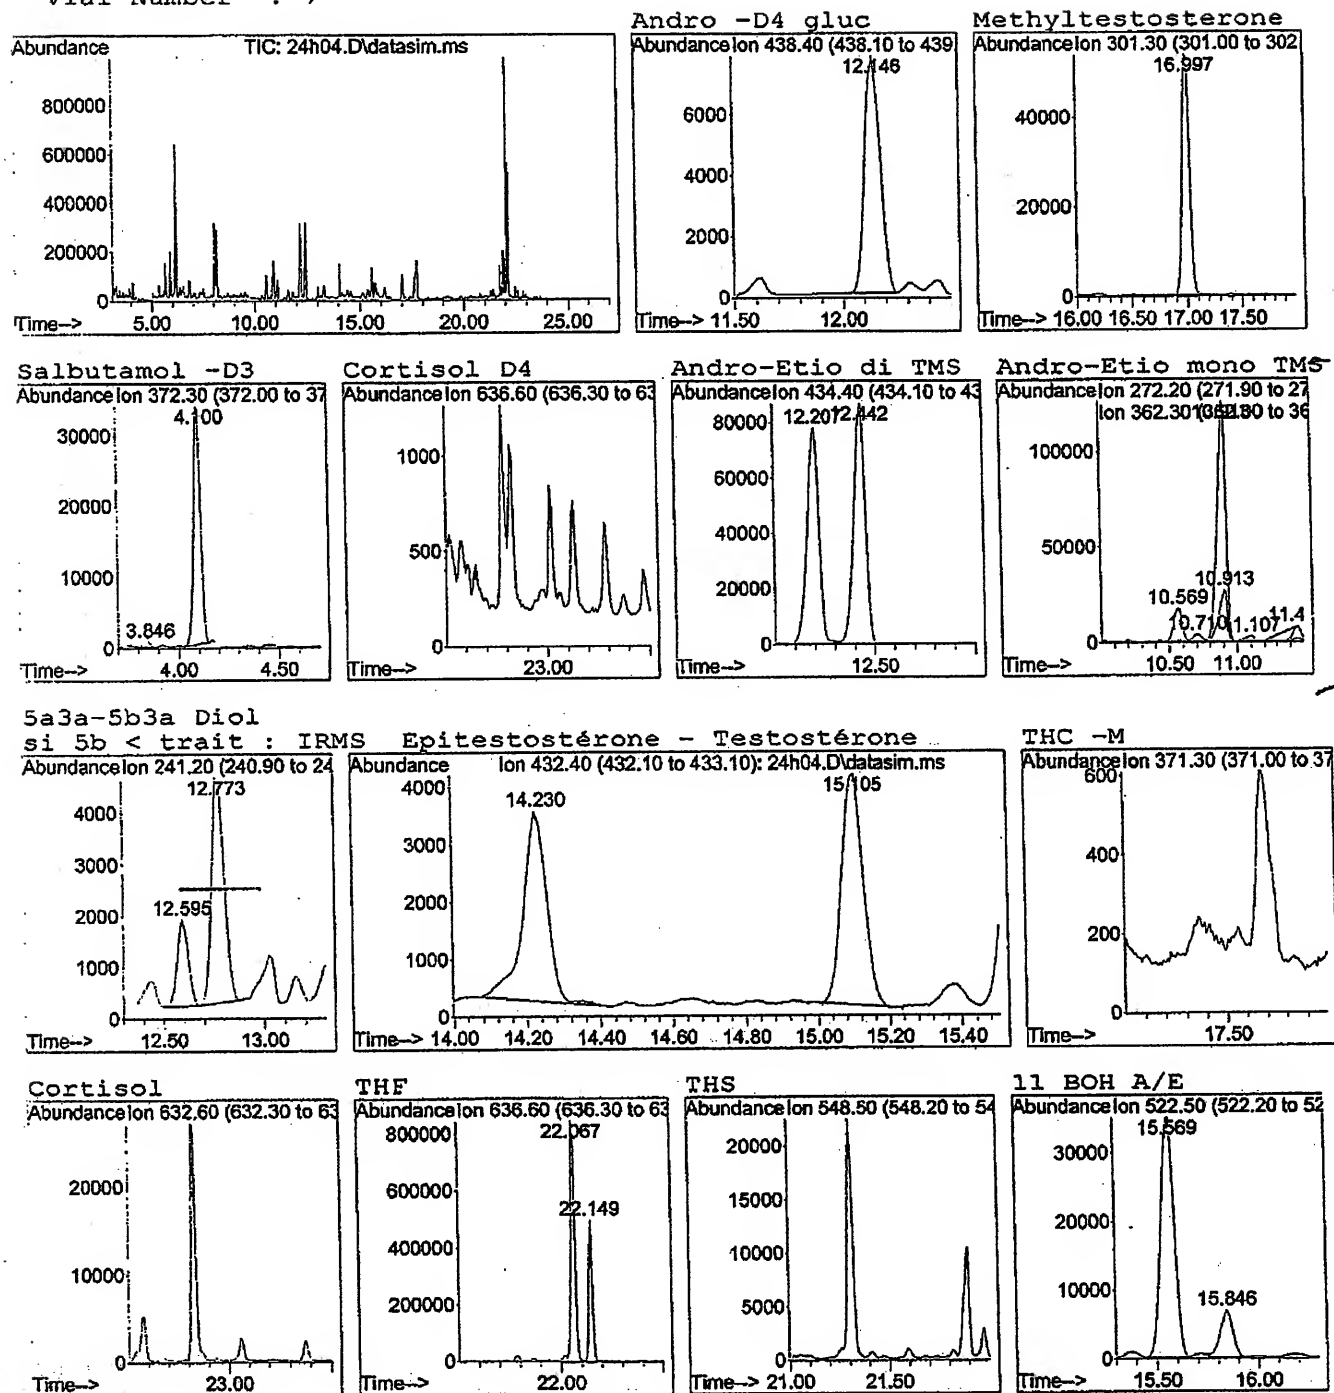 Vial Number : 7
Andro -D4 gluc
Methyltestosterone
Abundance
TIC: 24h04.D\datasim.ms
800000
600000
400000
200000
0
Time-->
5.00 10.00 15.00 20.00 25.00
Abundance Ion 438.40 (438.10 to 439
12.146
6000
4000
2000
0
Time-->
11.50 12.00
Abundance Ion 301.30 (301.00 to 302
16.997
40000
20000
0
Time--> 16.00 16.50 17.00 17.50
Salbutamol -D3
Cortisol D4
Andro-Etio di TMS
Andro-Etio mono TMS
Abundance Ion 372.30 (372.00 to 37
4.100
30000
20000
10000
3.846
0
Time-->
4.00 4.50
Abundance Ion 636.60 (636.30 to 63
1000
500
0
Time-->
23.00
Abundance Ion 434.40 (434.10 to 43
12.207 12.442
80000
60000
40000
20000
0
Time-->
12.50
Abundance Ion 272.20 (271.90 to 27
Ion 362.30
to 36
100000
50000
10.913
10.569
10.710 11.107 11.4
0
Time-->
10.50 11.00
5a3a-5b3a Diol
si 5b < trait : IRMS
Epitestostérone - Testostérone
THC -M
Abundance Ion 241.20 (240.90 to 24
12.773
4000
3000
2000
12.595
1000
0
Time-->
12.50 13.00
Abundance
Ion 432.40 (432.10 to 433.10): 24h04.D\datasim.ms
4000
14.230
15.105
3000
2000
1000
0
Time-->
14.00 14.20 14.40 14.60 14.80 15.00 15.20 15.40
Abundance Ion 371.30 (371.00 to 37
600
400
200
0
Time-->
17.50
Cortisol
THF
THS
11 BOH A/E
Abundance Ion 632.60 (632.30 to 63
20000
10000
0
Time-->
23.00
Abundance Ion 636.60 (636.30 to 63
22.067
800000
600000
22.149
400000
200000
0
Time-->
22.00
Abundance Ion 548.50 (548.20 to 54
20000
15000
10000
5000
0
Time-->
21.00 21.50
Abundance Ion 522.50 (522.20 to 52
15.569
30000
20000
10000
15.846
0
Time-->
15.50 16.00